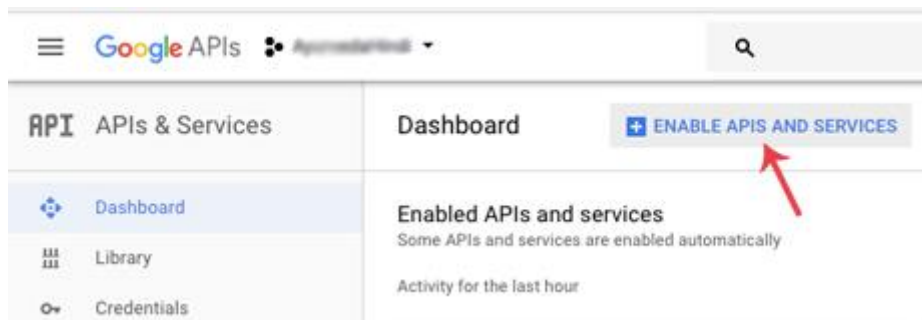 Google APIs
API APIs & Services
Dashboard
ENABLE APIS AND SERVICES
Dashboard
Library
Credentials
Enabled APIs and services
Some APIs and services are enabled automatically
Activity for the last hour